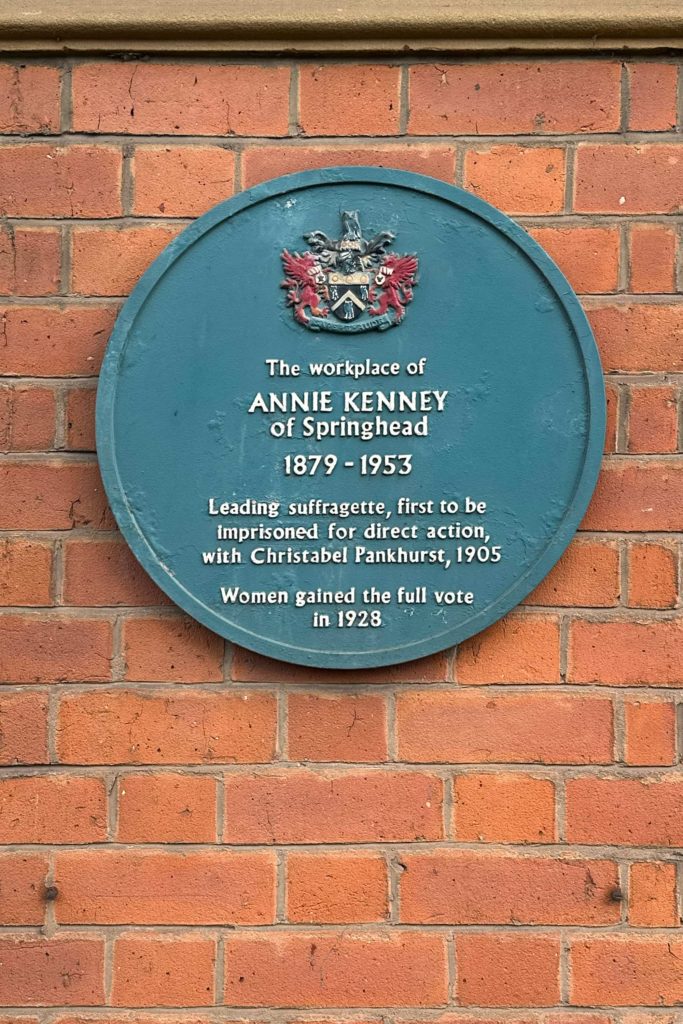 The workplace of
ANNIE KENNEY
of Springhead
1879 - 1953
Leading suffragette, first to be
imprisoned for direct action,
with Christabel Pankhurst, 1905
Women gained the full vote
in 1928